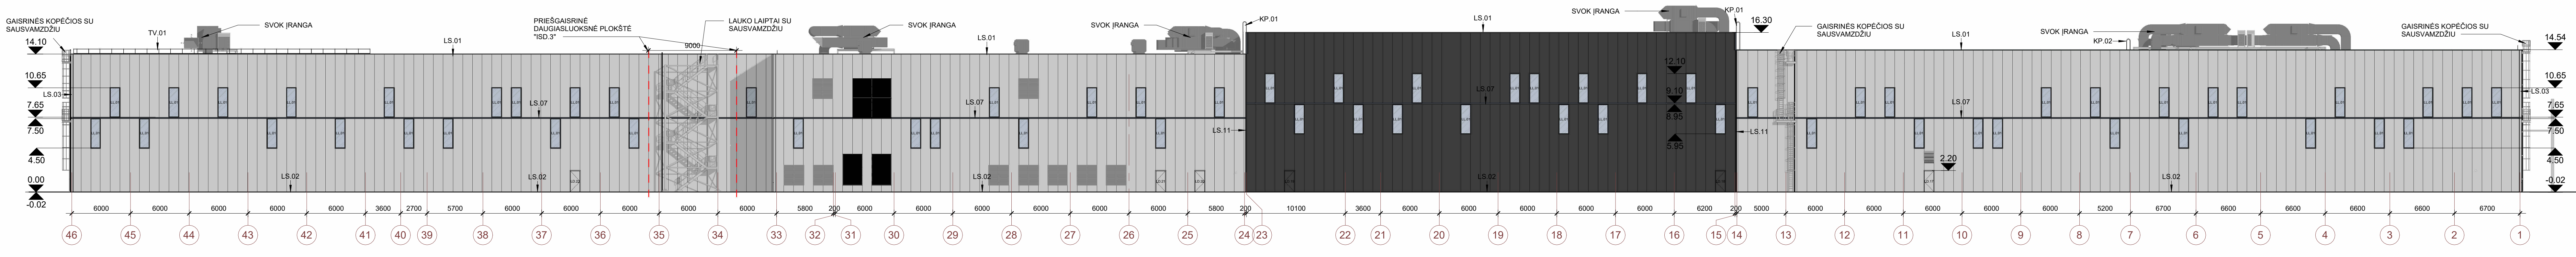 GAISRINĖS KOPĖČIOS SU
SAUSVAMZDŽIU
TV.01
SVOK ĮRANGA
LS.01
PRIEŠGAISRINĖ
DAUGIASLUOKSNĖ PLOKŠTĖ
"ISD.3"
9000
LAUKO LAIPTAI SU
SAUSVAMZDŽIU
SVOK ĮRANGA
LS.01
SVOK ĮRANGA
KP.01
LS.01
SVOK ĮRANGA
KP.01
16.30
GAISRINĖS KOPĖČIOS SU
SAUSVAMZDŽIU
LS.01
KP.02
SVOK ĮRANGA
GAISRINĖS KOPĖČIOS SU
SAUSVAMZDŽIU
14.10
10.65
LS.03
7.65
7.50
4.50
0.00
-0.02
LS.07
LS.02
LS.02
LS.07
LS.02
LS.11
LS.07
LS.02
12.10
9.10
8.95
5.95
LS.11
LS.07
2.20
LS.02
14.54
10.65
LS.03
7.65
7.50
4.50
-0.02
6000 6000 6000 6000 6000 3600 2700 5700 6000 6000 6000 6000 6000 5800 200 6000 6000 6000 6000 6000 6000 5800 200 10100 3600 6000 6000 6000 6000 6000 6200 200 5000 6000 6000 6000 6000 6000 5200 6700 6600 6600 6600 6600 6700
46 45 44 43 42 41 40 39 38 37 36 35 34 33 32 31 30 29 28 27 26 25 24 23 22 21 20 19 18 17 16 15 14 13 12 11 10 9 8 7 6 5 4 3 2 1